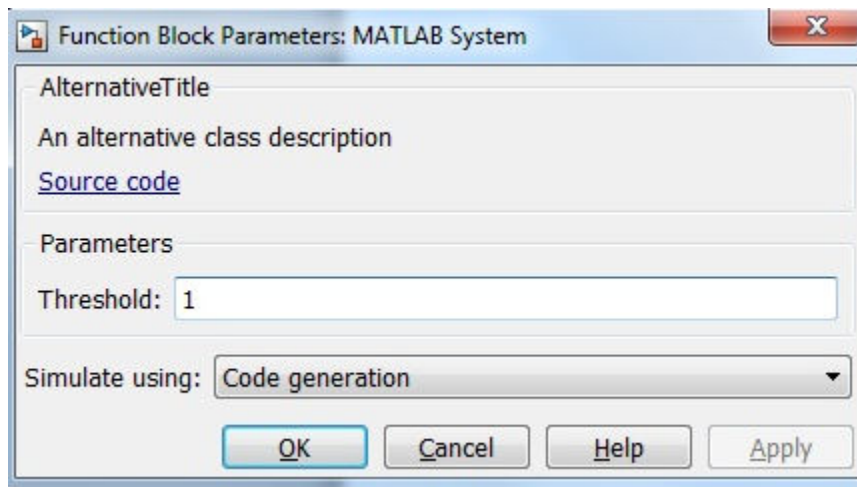 Function Block Parameters: MATLAB System
AlternativeTitle
An alternative class description
Source code
Parameters
Threshold: 1
Simulate using: Code generation
OK Cancel Help Apply